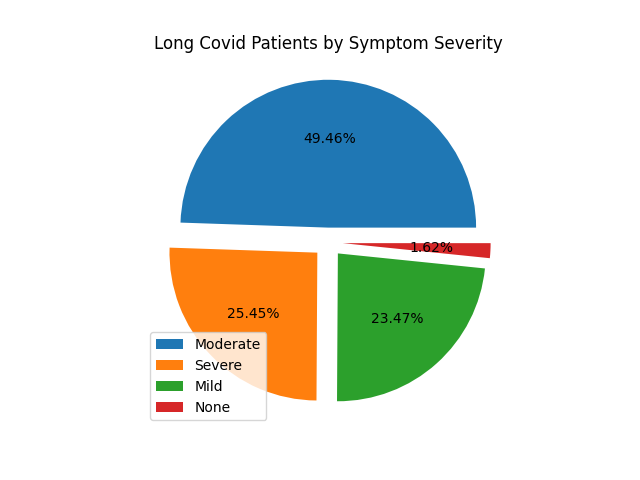 Long Covid Patients by Symptom Severity
49.46%
1.62%
25.45%
23.47%
Moderate
Severe
Mild
None